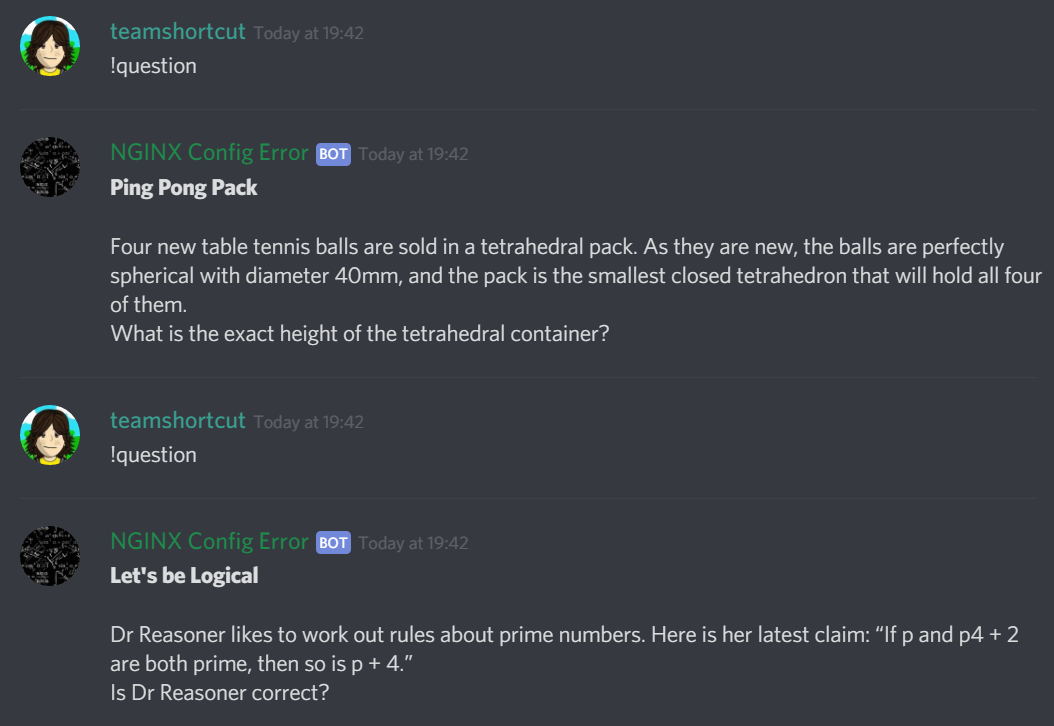 teamshortcut Today at 19:42
!question
NGINX Config Error BOT Today at 19:42
Ping Pong Pack
Four new table tennis balls are sold in a tetrahedral pack. As they are new, the balls are perfectly
spherical with diameter 40mm, and the pack is the smallest closed tetrahedron that will hold all four
of them.
What is the exact height of the tetrahedral container?
teamshortcut Today at 19:42
!question
NGINX Config Error BOT Today at 19:42
Let's be Logical
Dr Reasoner likes to work out rules about prime numbers. Here is her latest claim: “If p and p4 + 2
are both prime, then so is p + 4.”
Is Dr Reasoner correct?